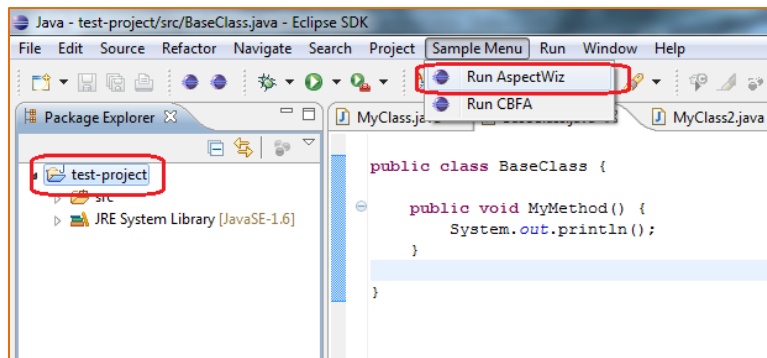 Java - test-project/src/BaseClass.java - Eclipse SDK
File Edit Source Refactor Navigate Search Project Sample Menu Run Window Help
Run AspectWiz
Run CBFA
Package Explorer
MyClass.java
MyClass2.java
test-project
src
JRE System Library [JavaSE-1.6]
public class BaseClass {
public void MyMethod() {
System.out.println();
}
}